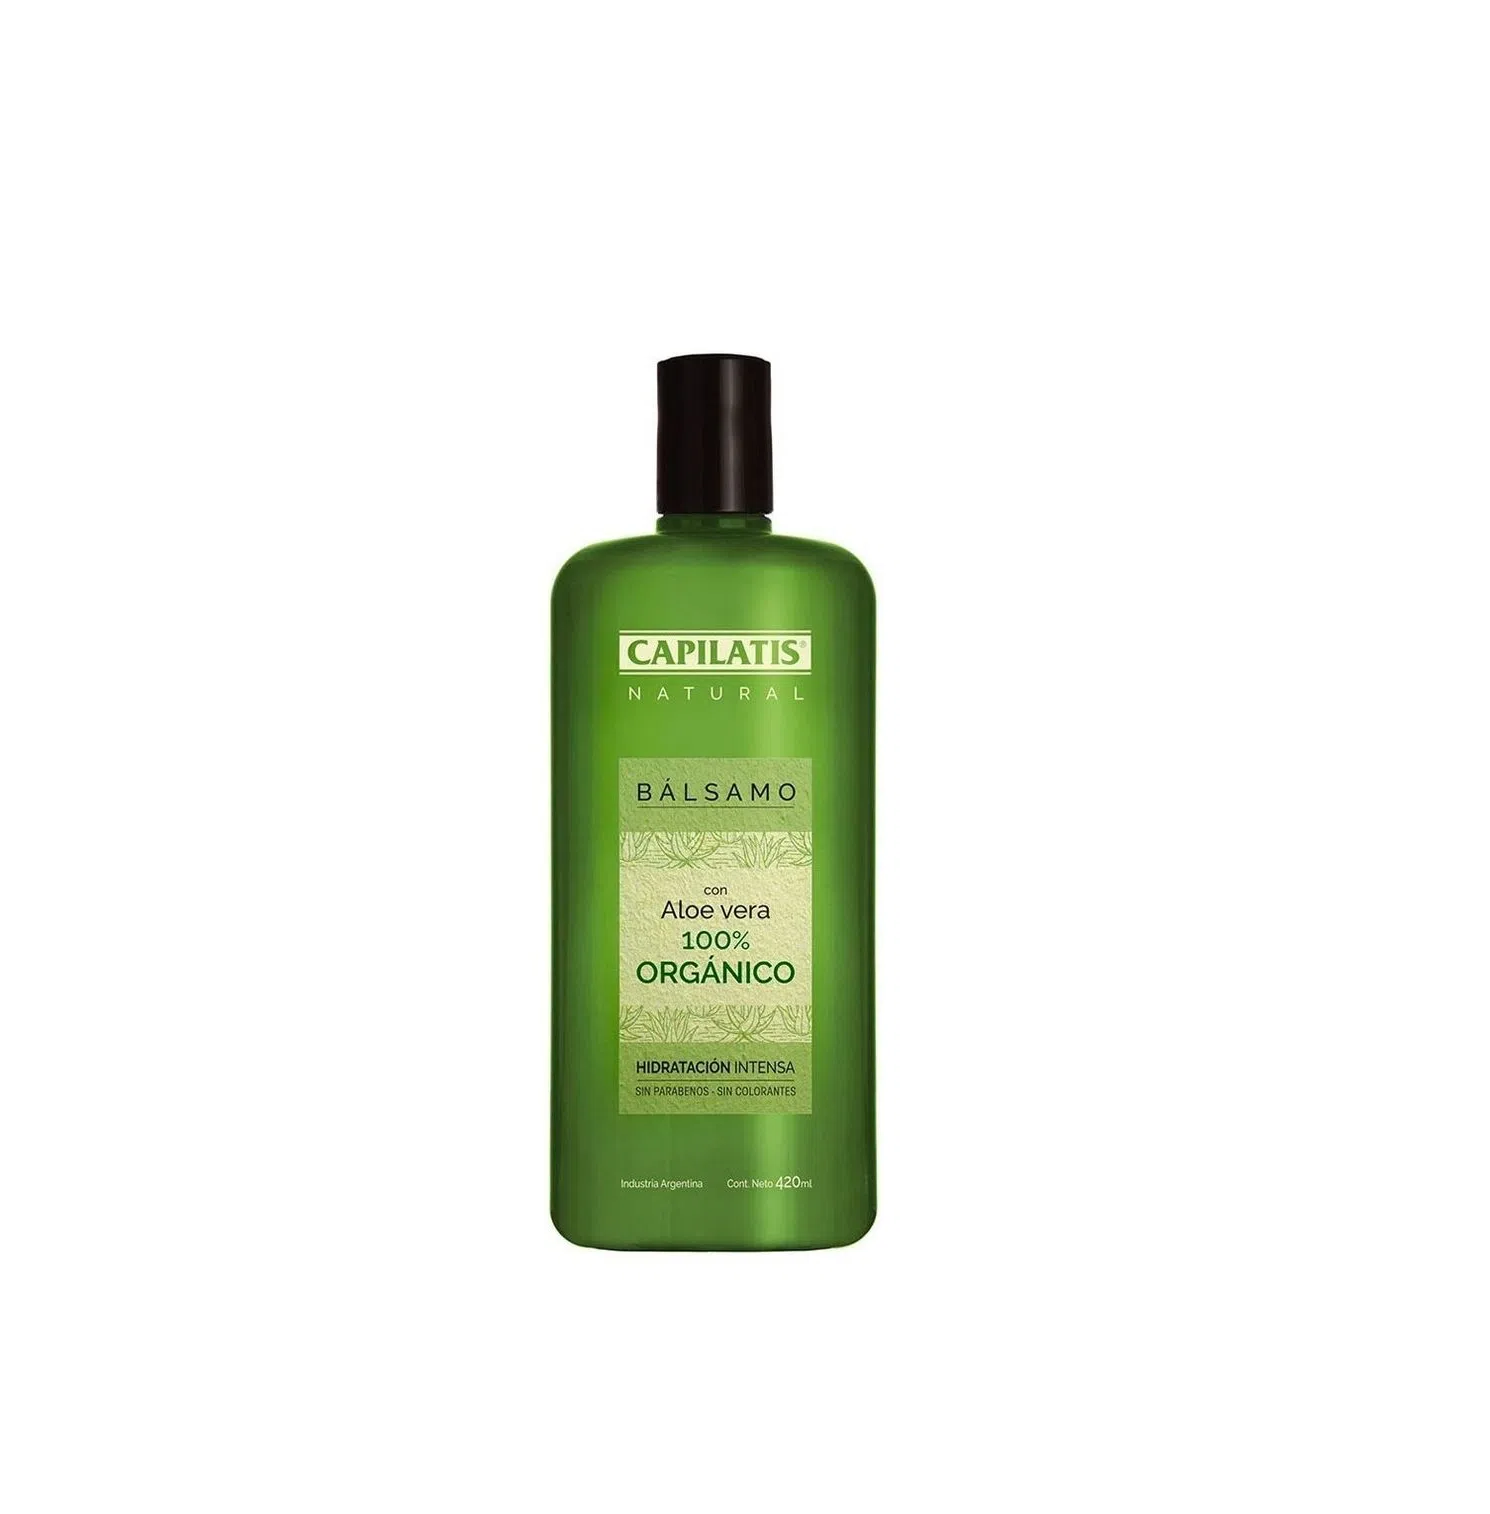 CAPILATIS®
NATURAL
BÁLSAMO
con
Aloe vera
100%
ORGÁNICO
HIDRATACIÓN INTENSA
SIN PARABENOS - SIN COLORANTES
Industria Argentina Cont. Neto 420ml